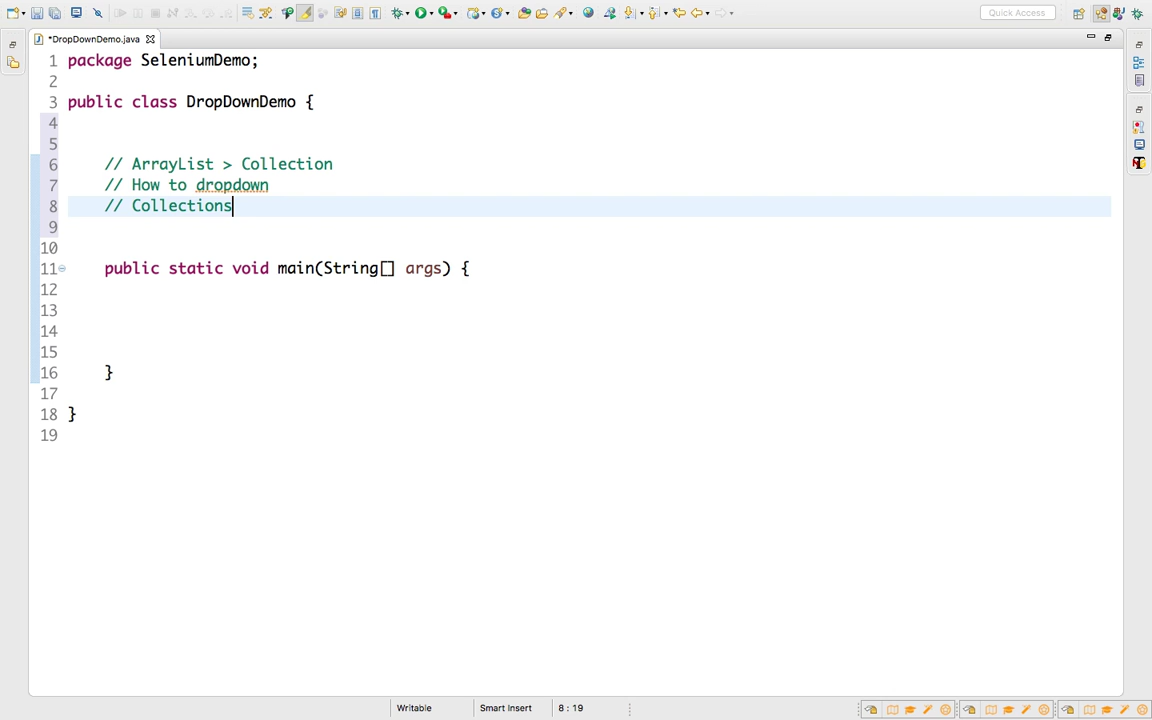 Quick Access
*DropDownDemo.java
1 package SeleniumDemo;
2
3 public class DropDownDemo {
4
5
6 // ArrayList > Collection
7 // How to dropdown
8 // Collections
9
10
11 public static void main(String[] args) {
12
13
14
15
16 }
17
18 }
19
Writable
Smart Insert
8 : 19